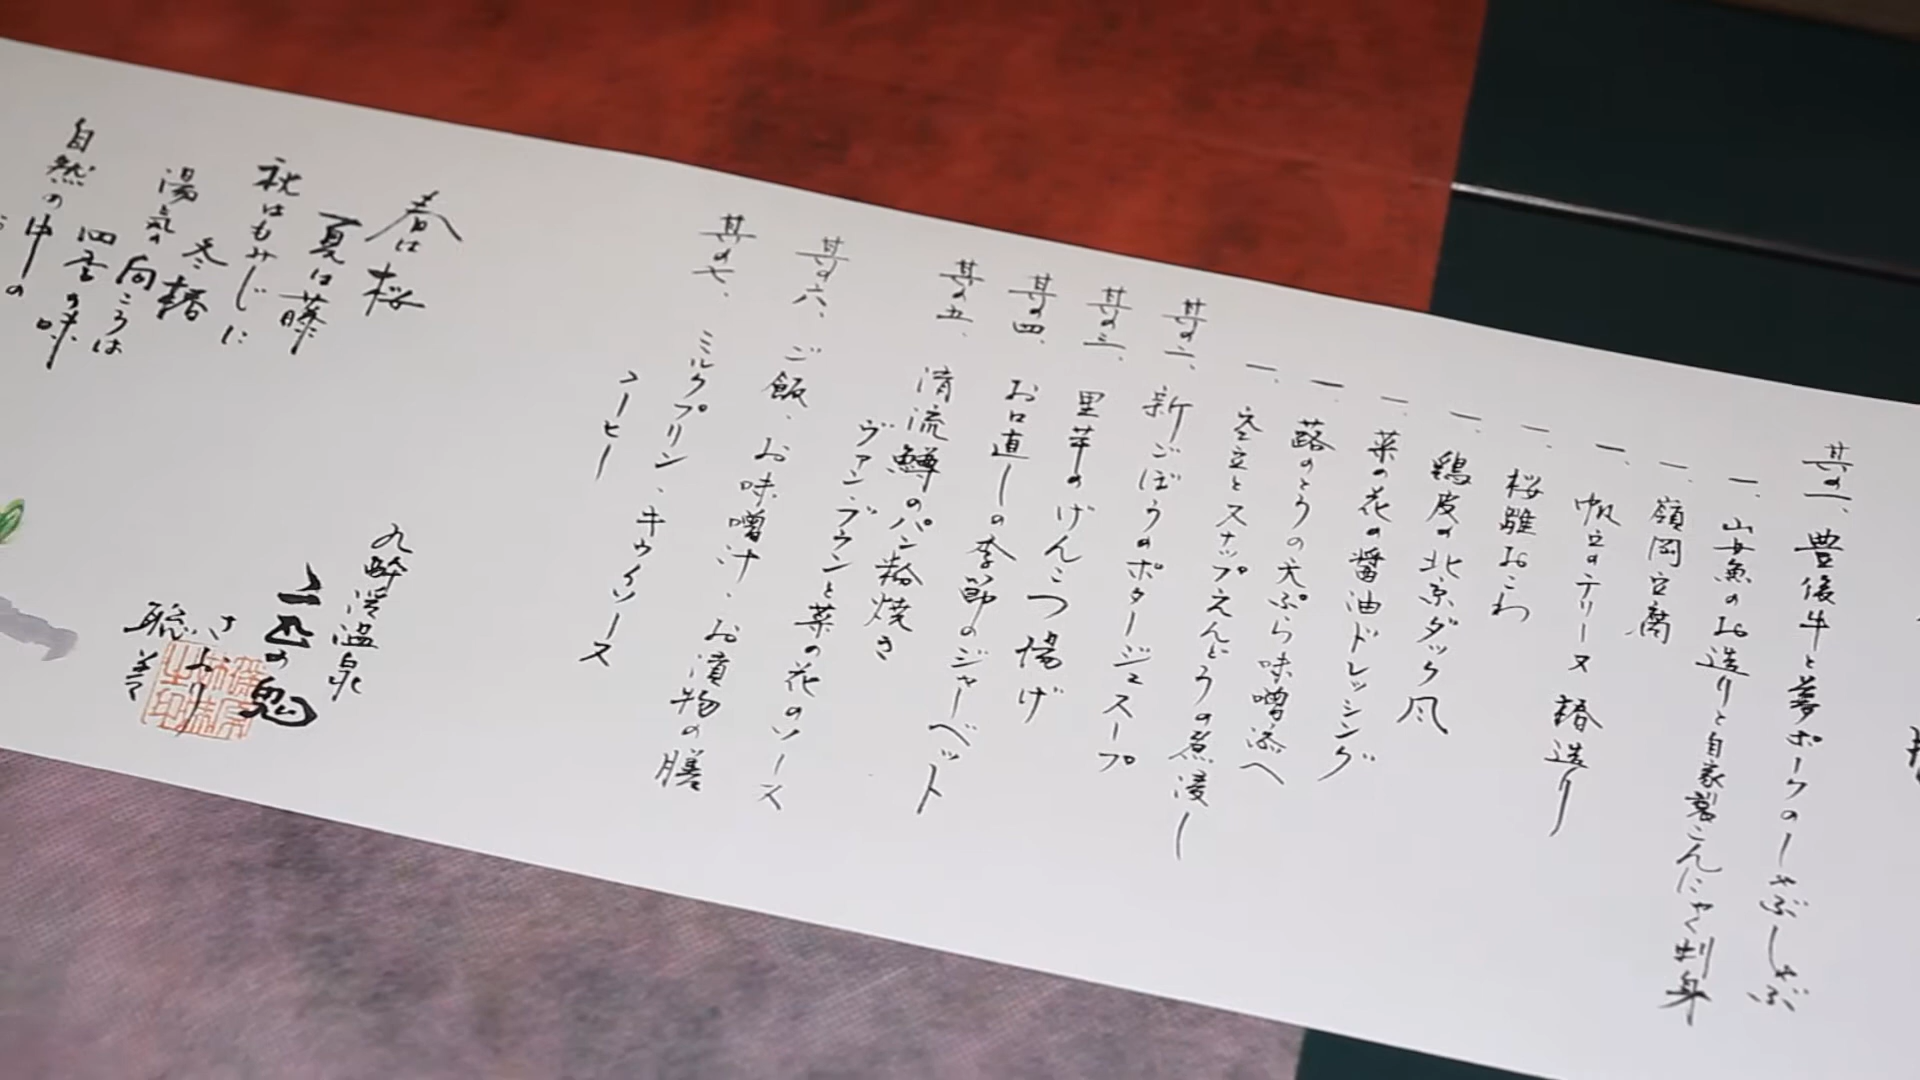 其の一、豊後牛と夢ポークのしゃぶしゃぶ
一、山女魚のお造りと自家製こんにゃく刺身
一、嶺岡豆腐
一、帆立のテリーヌ 椿造り
一、桜雛おこわ
一、鶏皮の北京ダック風
一、菜の花の醤油ドレッシング
一、蕗のとうの天ぷら味噌添へ
一、空豆とスナップえんどうの煮浸し
其の二、新ごぼうのポタージュスープ
其の三、里芋のげんこつ揚げ
其の四、お口直しの季節のシャーベット
其の五、清流鱒のパン粉焼き
ヴァンブランと菜の花のソース
其の六、ご飯、お味噌汁、お漬物の膳
其の七、ミルクプリン・キウイソース
コーヒー
春は桜
夏は藤
秋はもみじに
冬椿
湯気の向こうは
四季の味
自然の中の
九酔渓温泉
の
さおり